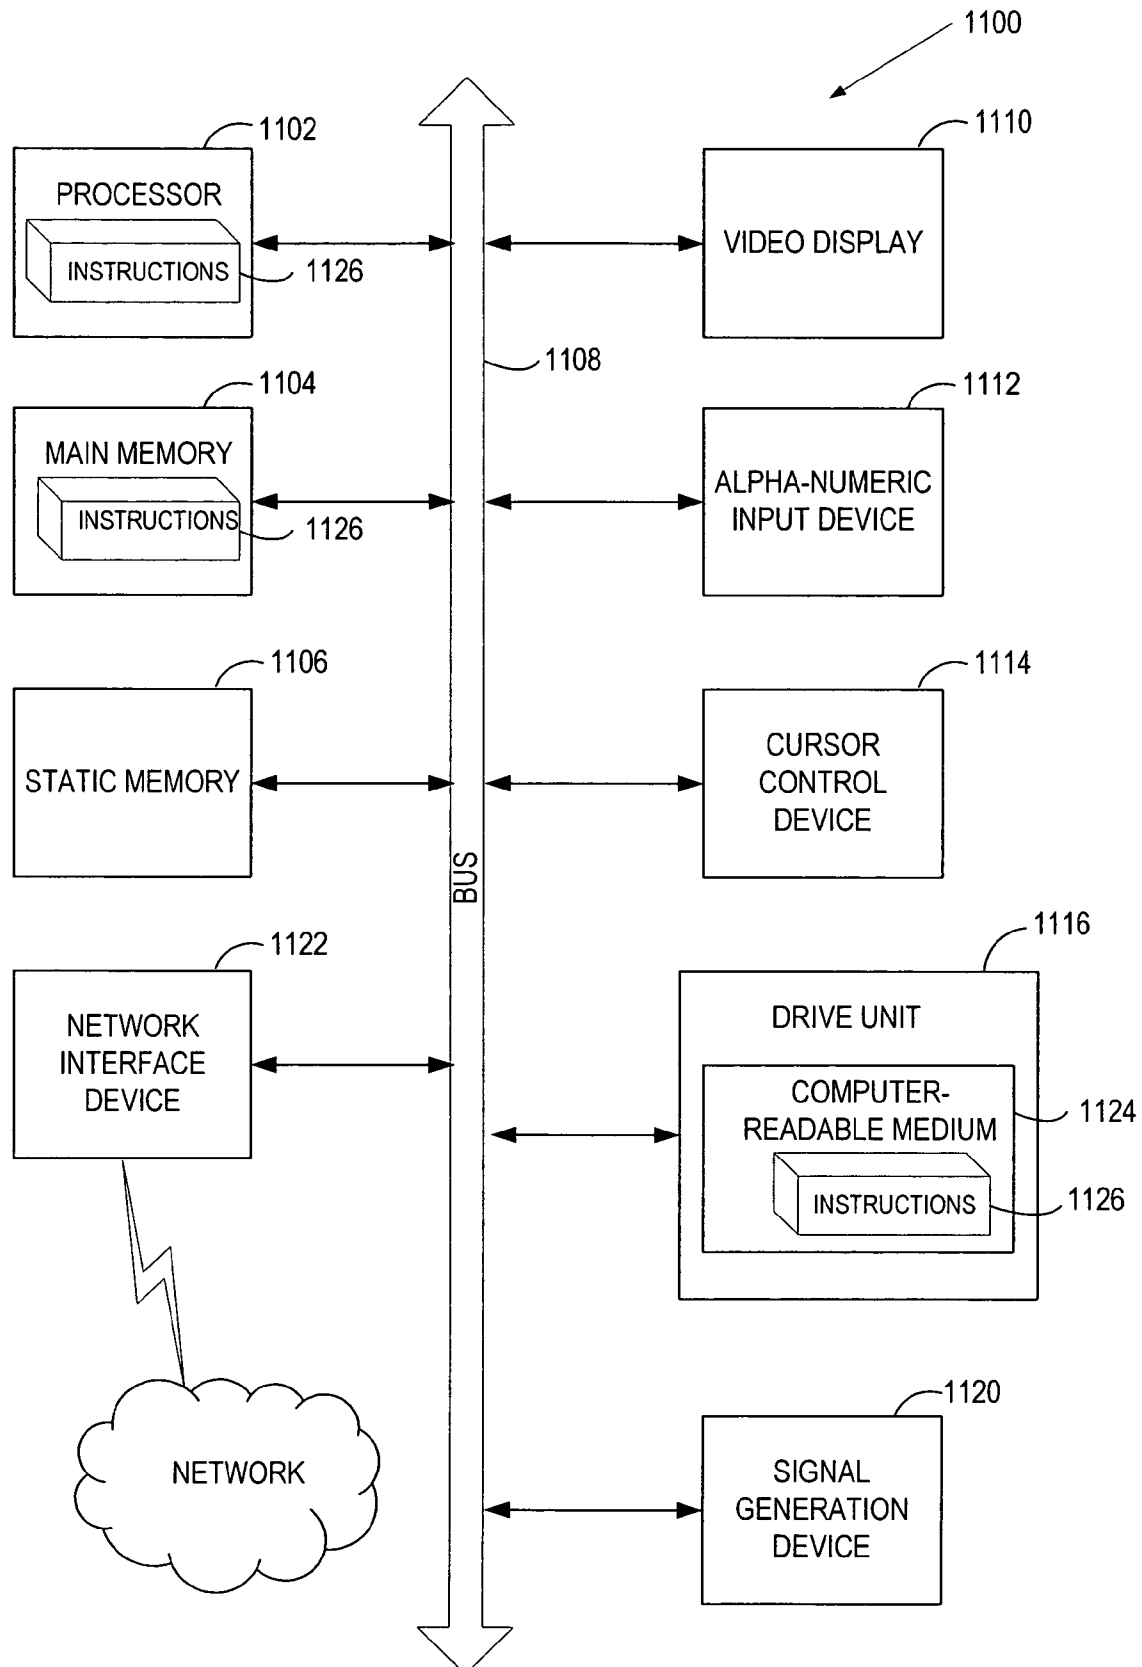 1100
1102
PROCESSOR
INSTRUCTIONS
1126
1110
VIDEO DISPLAY
1108
1104
MAIN MEMORY
INSTRUCTIONS
1126
1112
ALPHA-NUMERIC
INPUT DEVICE
1106
STATIC MEMORY
1114
CURSOR
CONTROL
DEVICE
BUS
1122
NETWORK
INTERFACE
DEVICE
1116
DRIVE UNIT
COMPUTER-
READABLE MEDIUM
1124
INSTRUCTIONS
1126
NETWORK
1120
SIGNAL
GENERATION
DEVICE